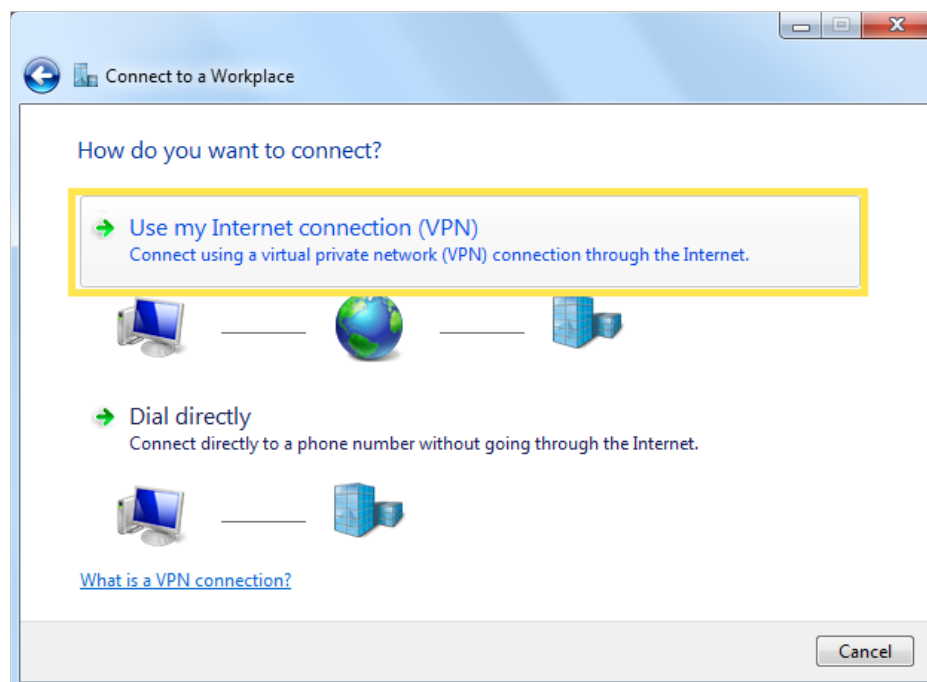 Connect to a Workplace
How do you want to connect?
Use my Internet connection (VPN)
Connect using a virtual private network (VPN) connection through the Internet.
Dial directly
Connect directly to a phone number without going through the Internet.
What is a VPN connection?
Cancel